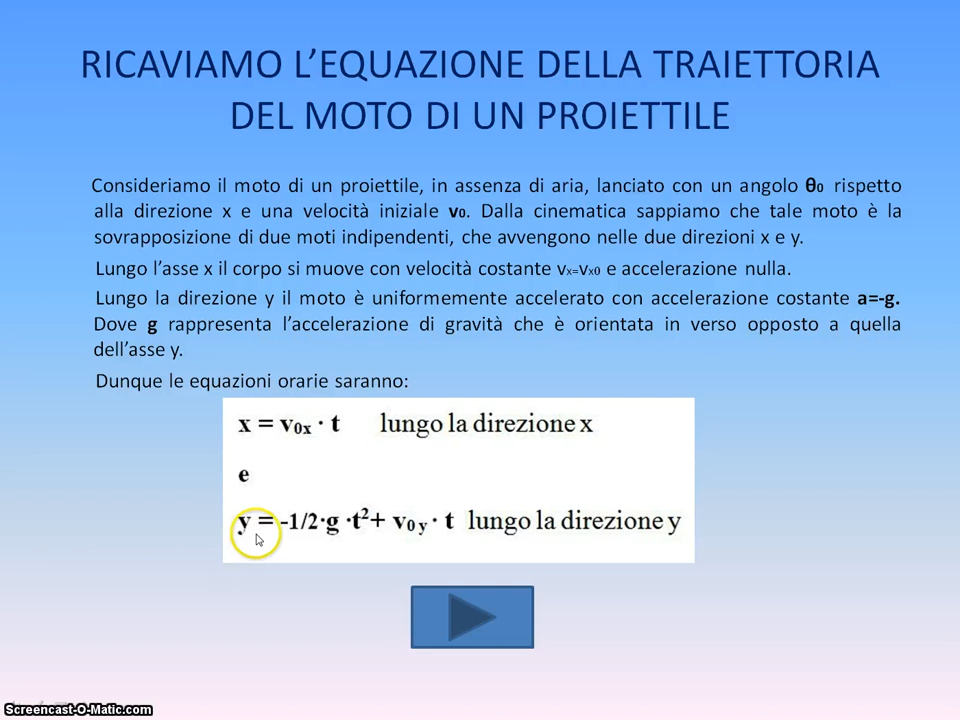 RICAVIAMO L'EQUAZIONE DELLA TRAIETTORIA
DEL MOTO DI UN PROIETTILE
Consideriamo il moto di un proiettile, in assenza di aria, lanciato con un angolo θ0 rispetto
alla direzione x e una velocità iniziale v0. Dalla cinematica sappiamo che tale moto è la
sovrapposizione di due moti indipendenti, che avvengono nelle due direzioni x e y.
Lungo l'asse x il corpo si muove con velocità costante vx=vx0 e accelerazione nulla.
Lungo la direzione y il moto è uniformemente accelerato con accelerazione costante a=-g.
Dove g rappresenta l'accelerazione di gravità che è orientata in verso opposto a quella
dell'asse y.
Dunque le equazioni orarie saranno:
x = v0x · t lungo la direzione x
e
y = -1/2·g ·t²+ v0y · t lungo la direzione y
Screencast-O-Matic.com